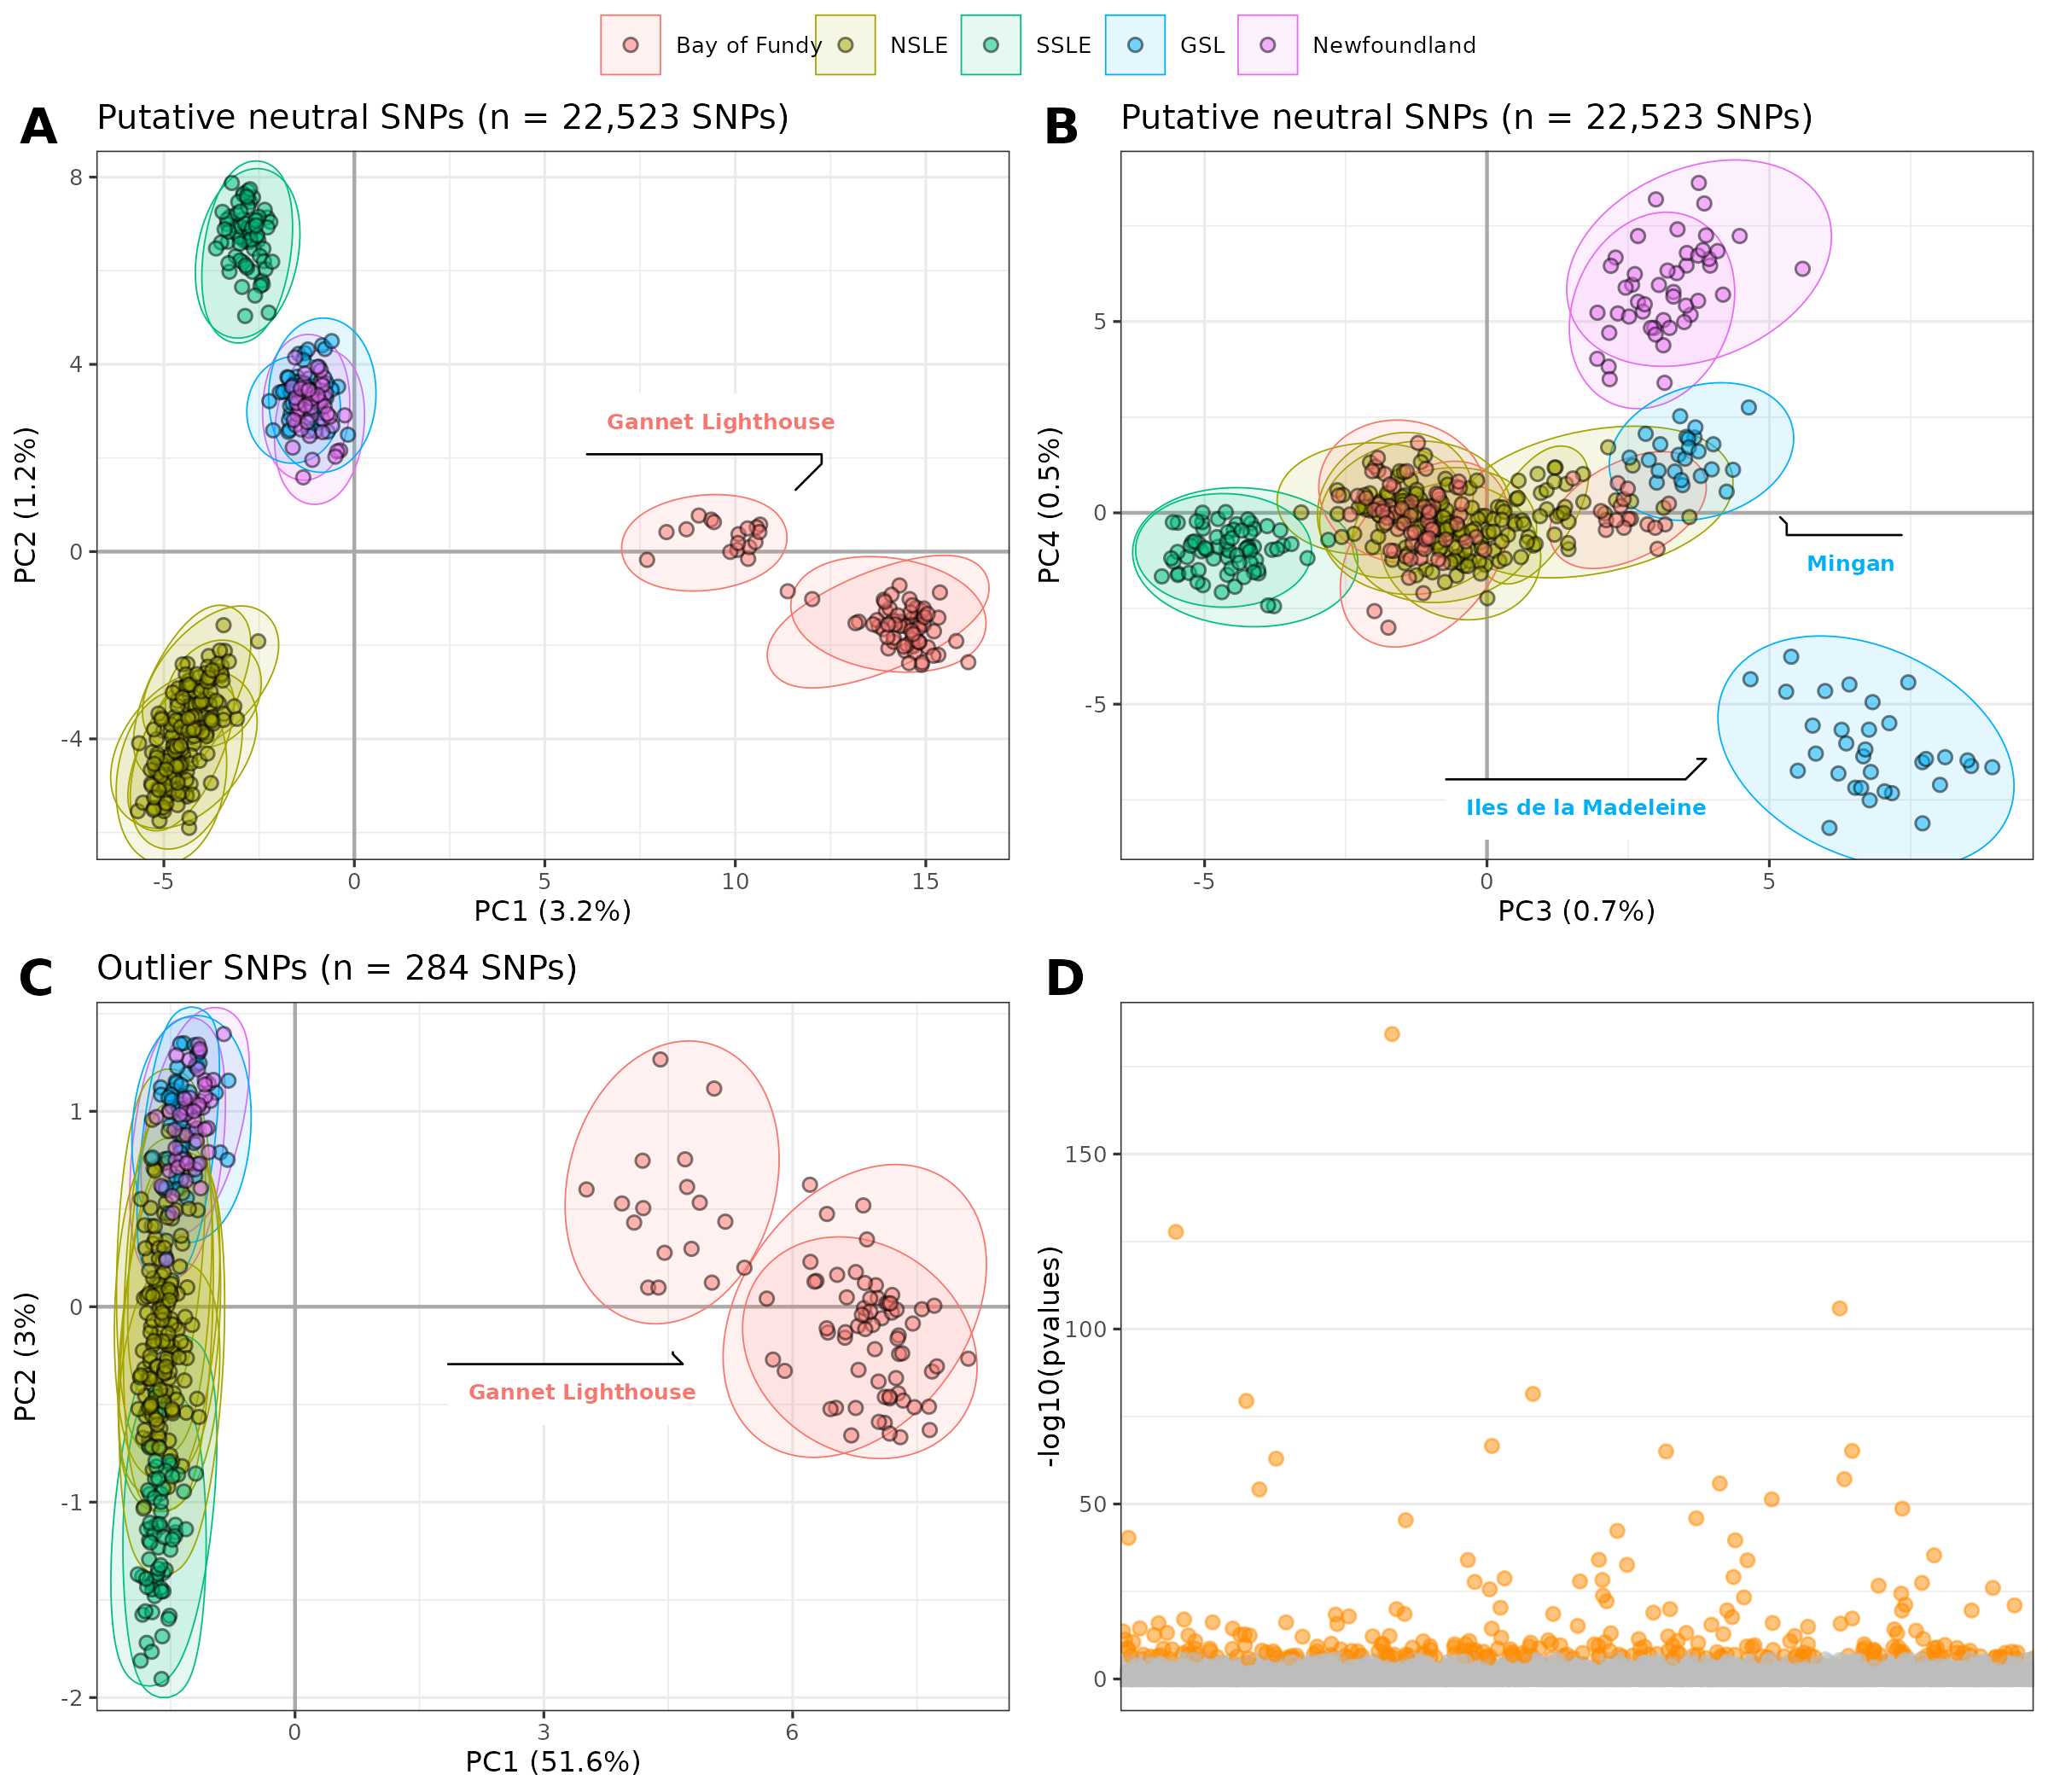 Bay of Fundy NSLE SSLE GSL Newfoundland
A Putative neutral SNPs (n = 22,523 SNPs)
8
4
0
-4
PC2 (1.2%)
Gannet Lighthouse
-5 0 5 10 15
PC1 (3.2%)
B Putative neutral SNPs (n = 22,523 SNPs)
5
0
-5
PC4 (0.5%)
Mingan
Iles de la Madeleine
-5 0 5
PC3 (0.7%)
C Outlier SNPs (n = 284 SNPs)
1
0
-1
-2
PC2 (3%)
Gannet Lighthouse
0 3 6
PC1 (51.6%)
D
150
100
50
0
-log10(pvalues)